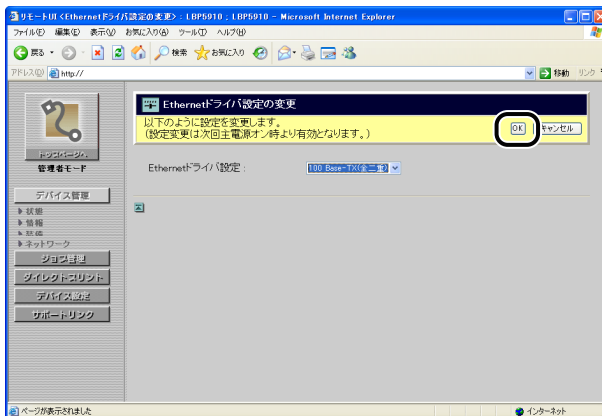 リモートUI <Ethernetドライバ設定の変更> : LBP5910 ; LBP5910 - Microsoft Internet Explorer
ファイル(F) 編集(E) 表示(V) お気に入り(A) ツール(T) ヘルプ(H)
戻る 検索 お気に入り
アドレス(D) http:// 移動 リンク
Ethernetドライバ設定の変更
以下のように設定を変更します。
(設定変更は次回主電源オン時より有効となります。)
OK キャンセル
トップページへ
管理者モード
Ethernetドライバ設定 : 100 Base-TX(全二重)
デバイス管理
状態
情報
装備
ネットワーク
ジョブ管理
ダイレクトプリント
デバイス設定
サポートリンク
ページが表示されました インターネット